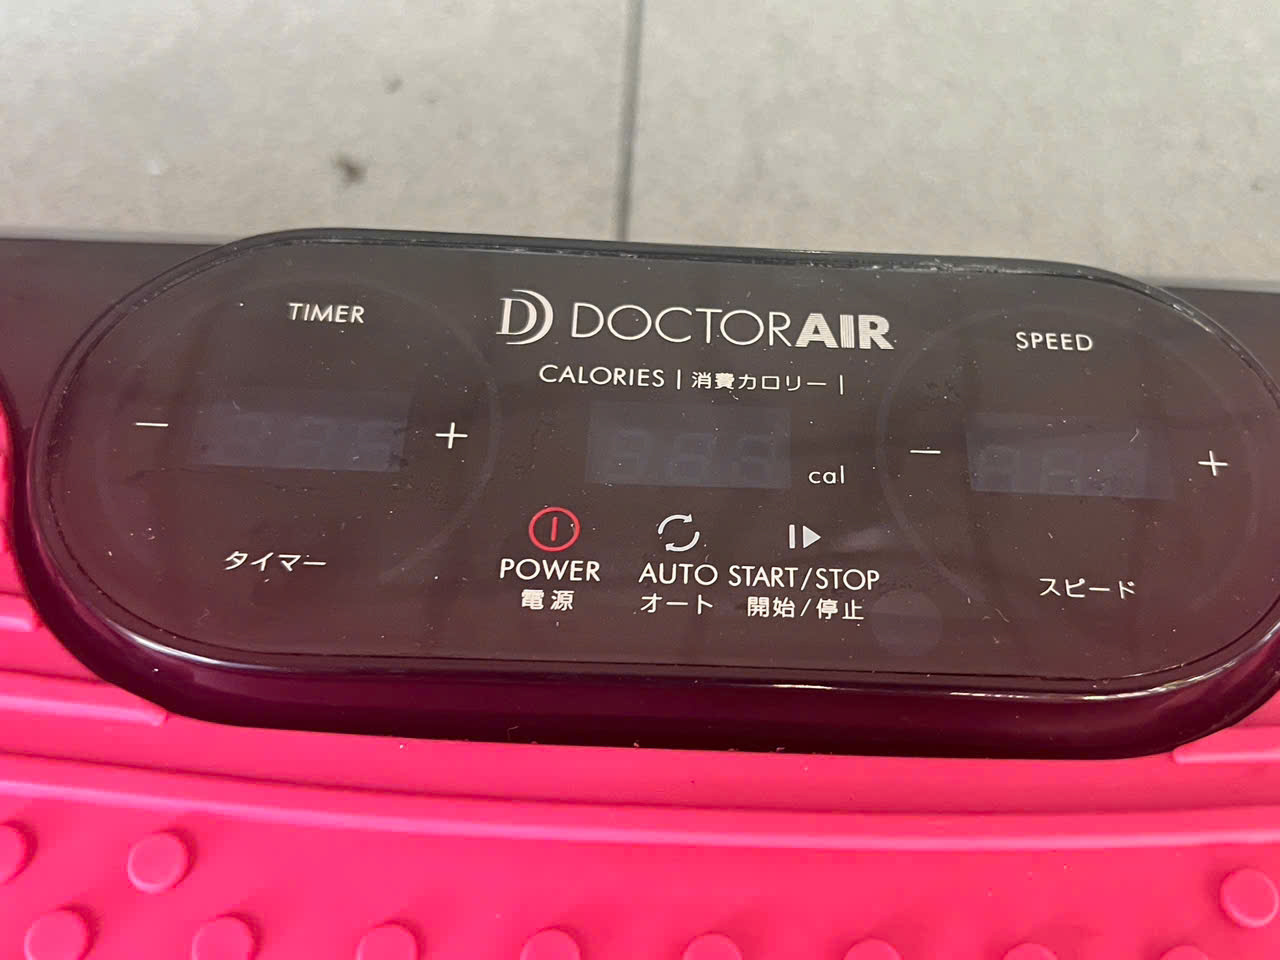 TIMER
DOCTORAIR
SPEED
CALORIES | 消費カロリー |
− +
cal
− +
タイマー
POWER
電源
AUTO
オート
START/STOP
開始/停止
スピード